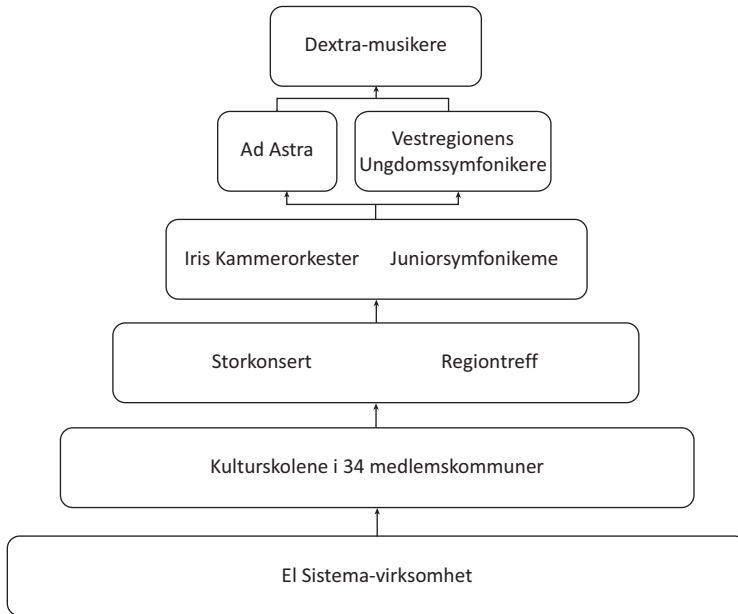 Dextra-musikere
Ad Astra
Vestregionens
Ungdomssymfonikere
Iris Kammerorkester
Juniorsymfonikeme
Storkonsert
Regiontreff
Kulturskolene i 34 medlemskommuner
El Sistema-virksomhet